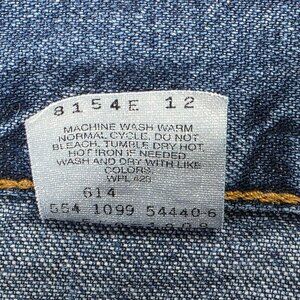 8154E 12
MACHINE WASH WARM
NORMAL CYCLE. DO NOT
BLEACH. TUMBLE DRY HOT.
HOT IRON IF NEEDED
WASH AND DRY WITH LIKE
COLORS.
WPL 423
614
554 1099 54440-6